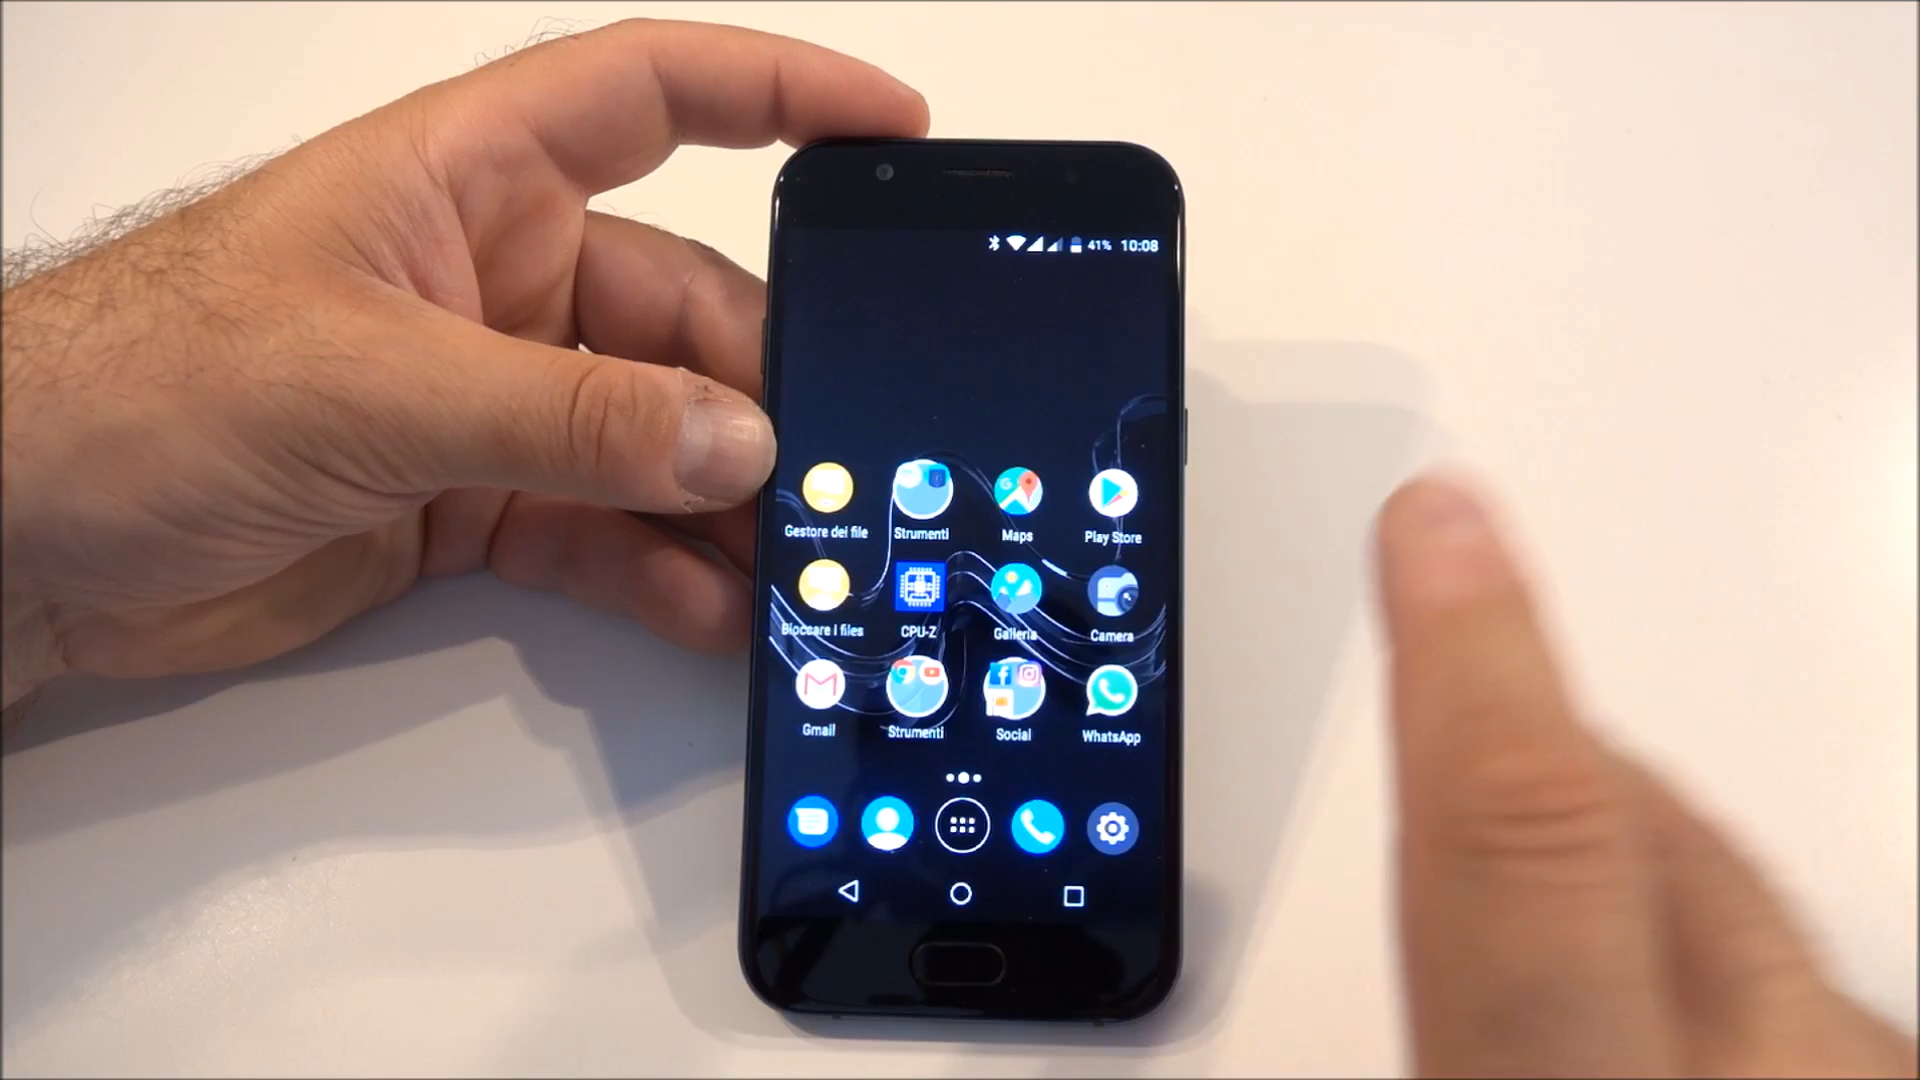 41% 10:08
Gestore dei file Strumenti Maps Play Store
Bloccare i files CPU-Z Galleria Camera
Gmail Strumenti Social WhatsApp